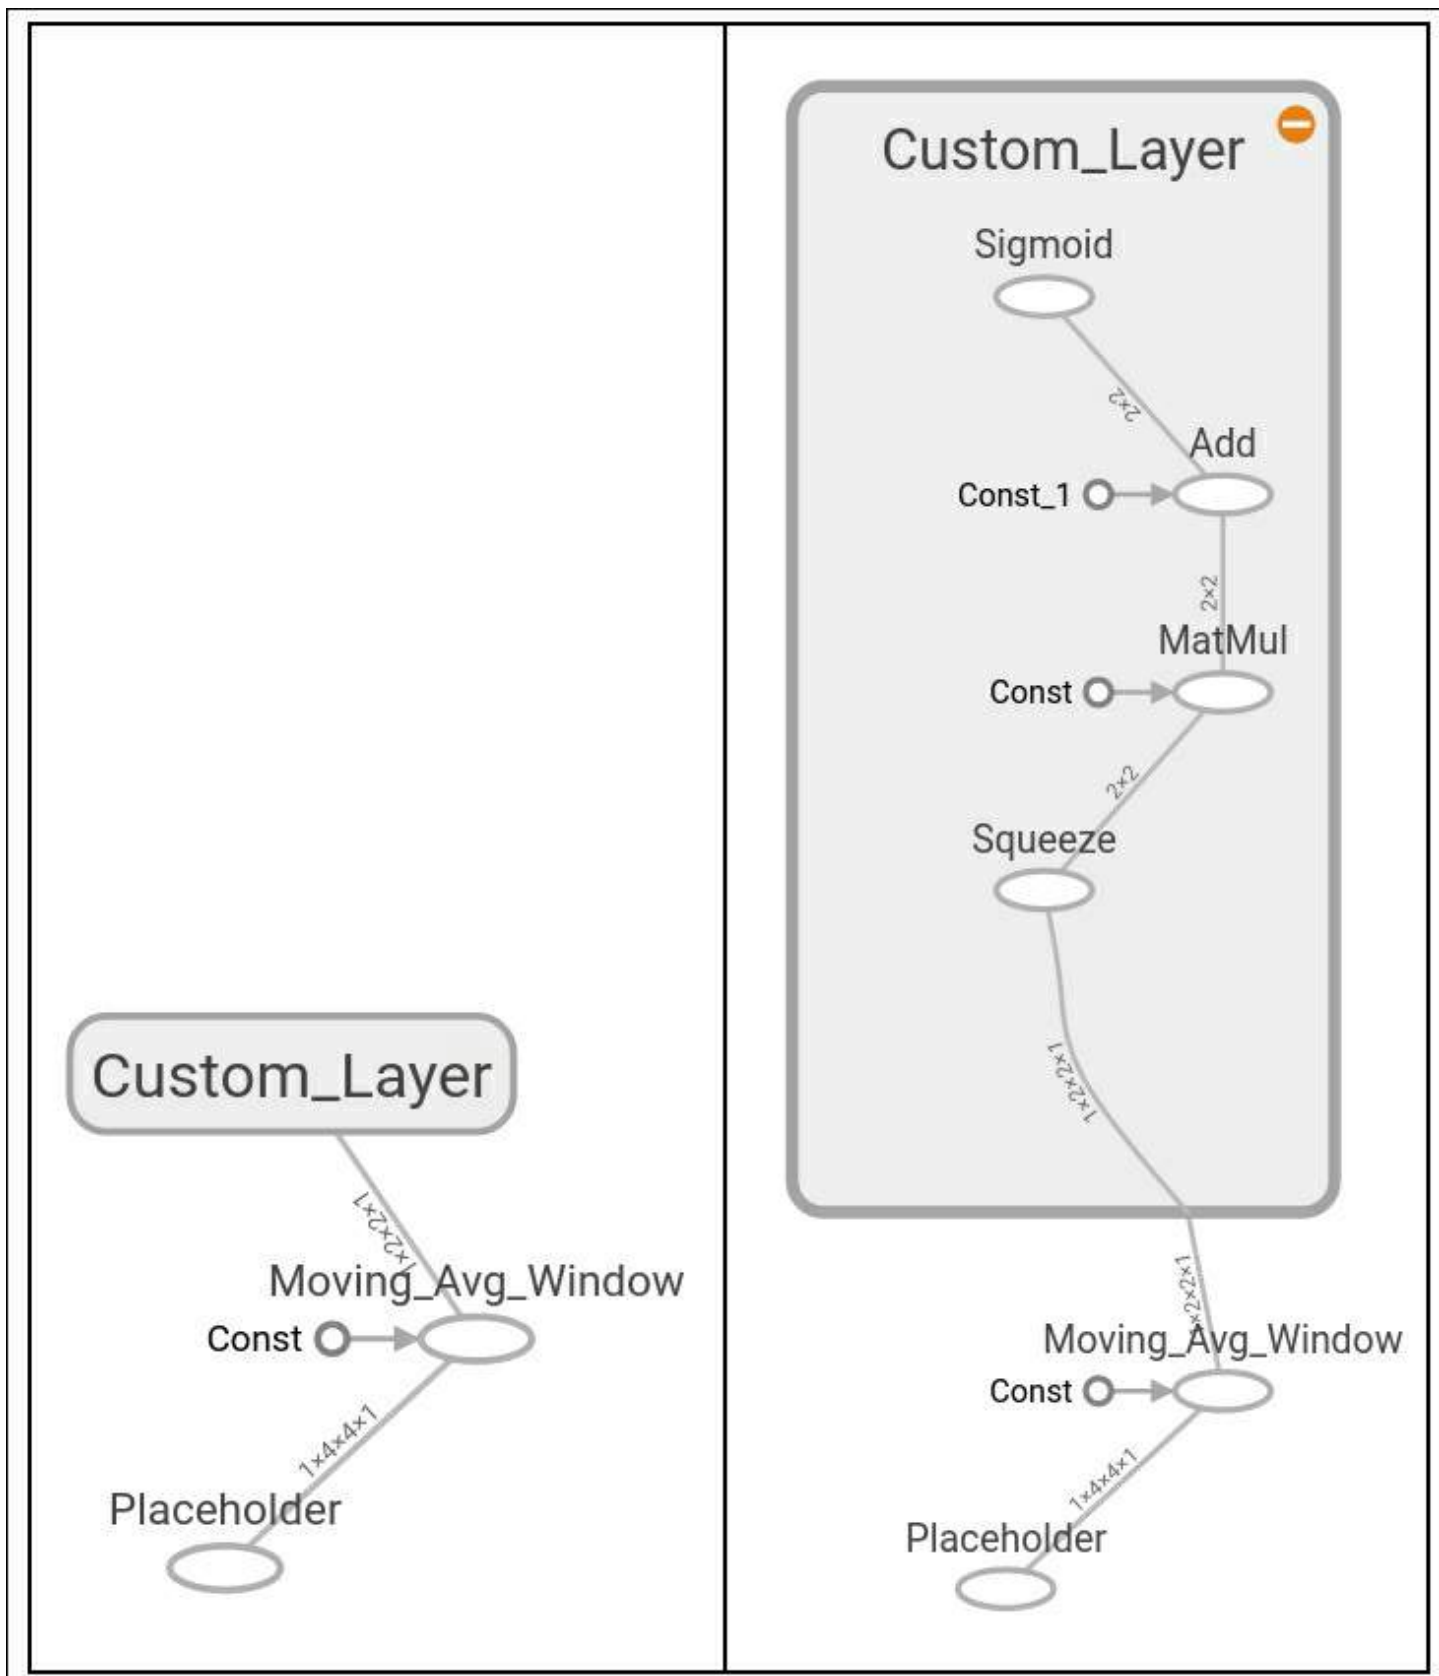 Custom_Layer
1×2×2×1
Moving_Avg_Window
Const
1×4×4×1
Placeholder
Custom_Layer
Sigmoid
2×2
Add
Const_1
2×2
MatMul
Const
2×2
Squeeze
1×2×2×1
1×2×2×1
Moving_Avg_Window
Const
1×4×4×1
Placeholder